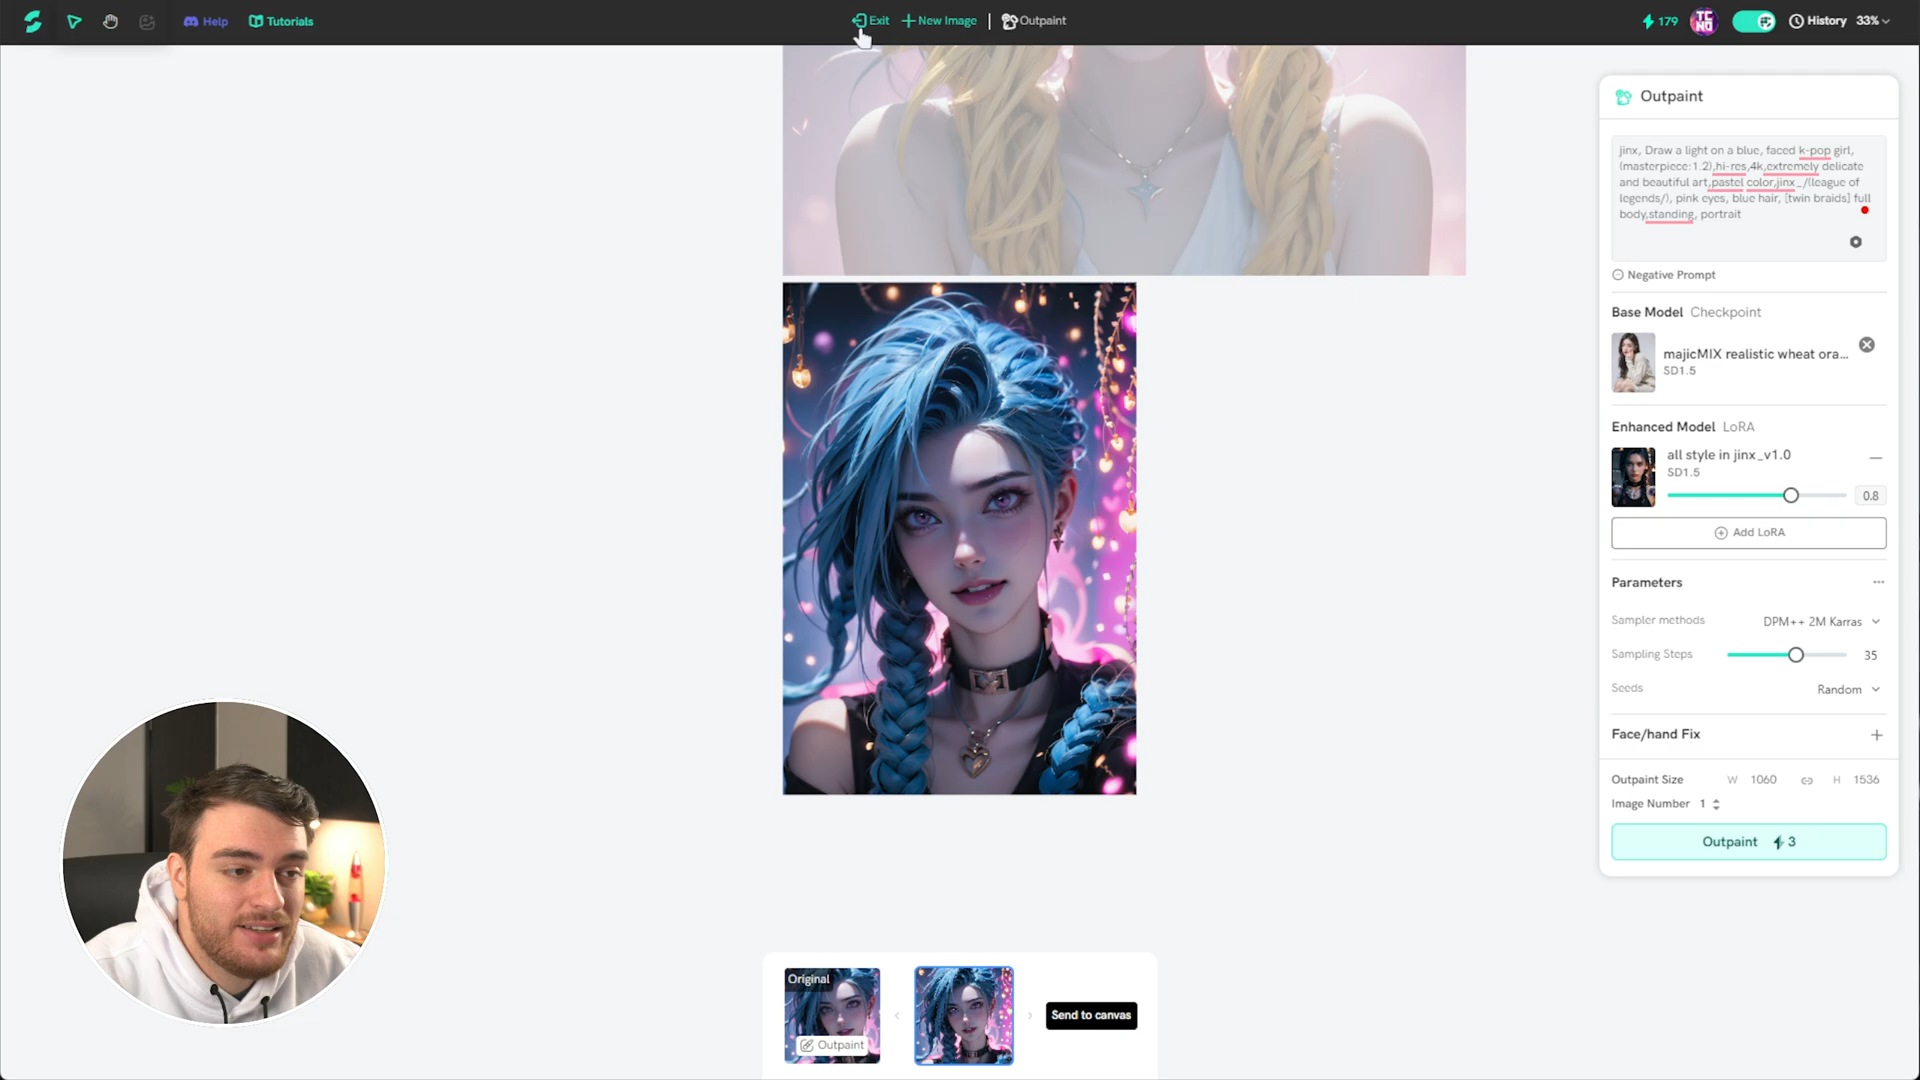 Help
Tutorials
Exit
New Image
Outpaint
179
TC
NO
History
33%
Outpaint
jinx, Draw a light on a blue, faced k-pop girl,
(masterpiece:1.2),hi-res,4k,extremely delicate
and beautiful art,pastel color,jinx_/(league of
legends/), pink eyes, blue hair, [twin braids] full
body,standing, portrait
Negative Prompt
Base Model Checkpoint
majicMIX realistic wheat ora...
SD1.5
Enhanced Model LoRA
all style in jinx_v1.0
SD1.5
0.8
Add LoRA
Parameters
Sampler methods DPM++ 2M Karras
Sampling Steps 35
Seeds Random
Face/hand Fix
Outpaint Size W 1060 H 1536
Image Number 1
Outpaint 3
Original
Outpaint
Send to canvas